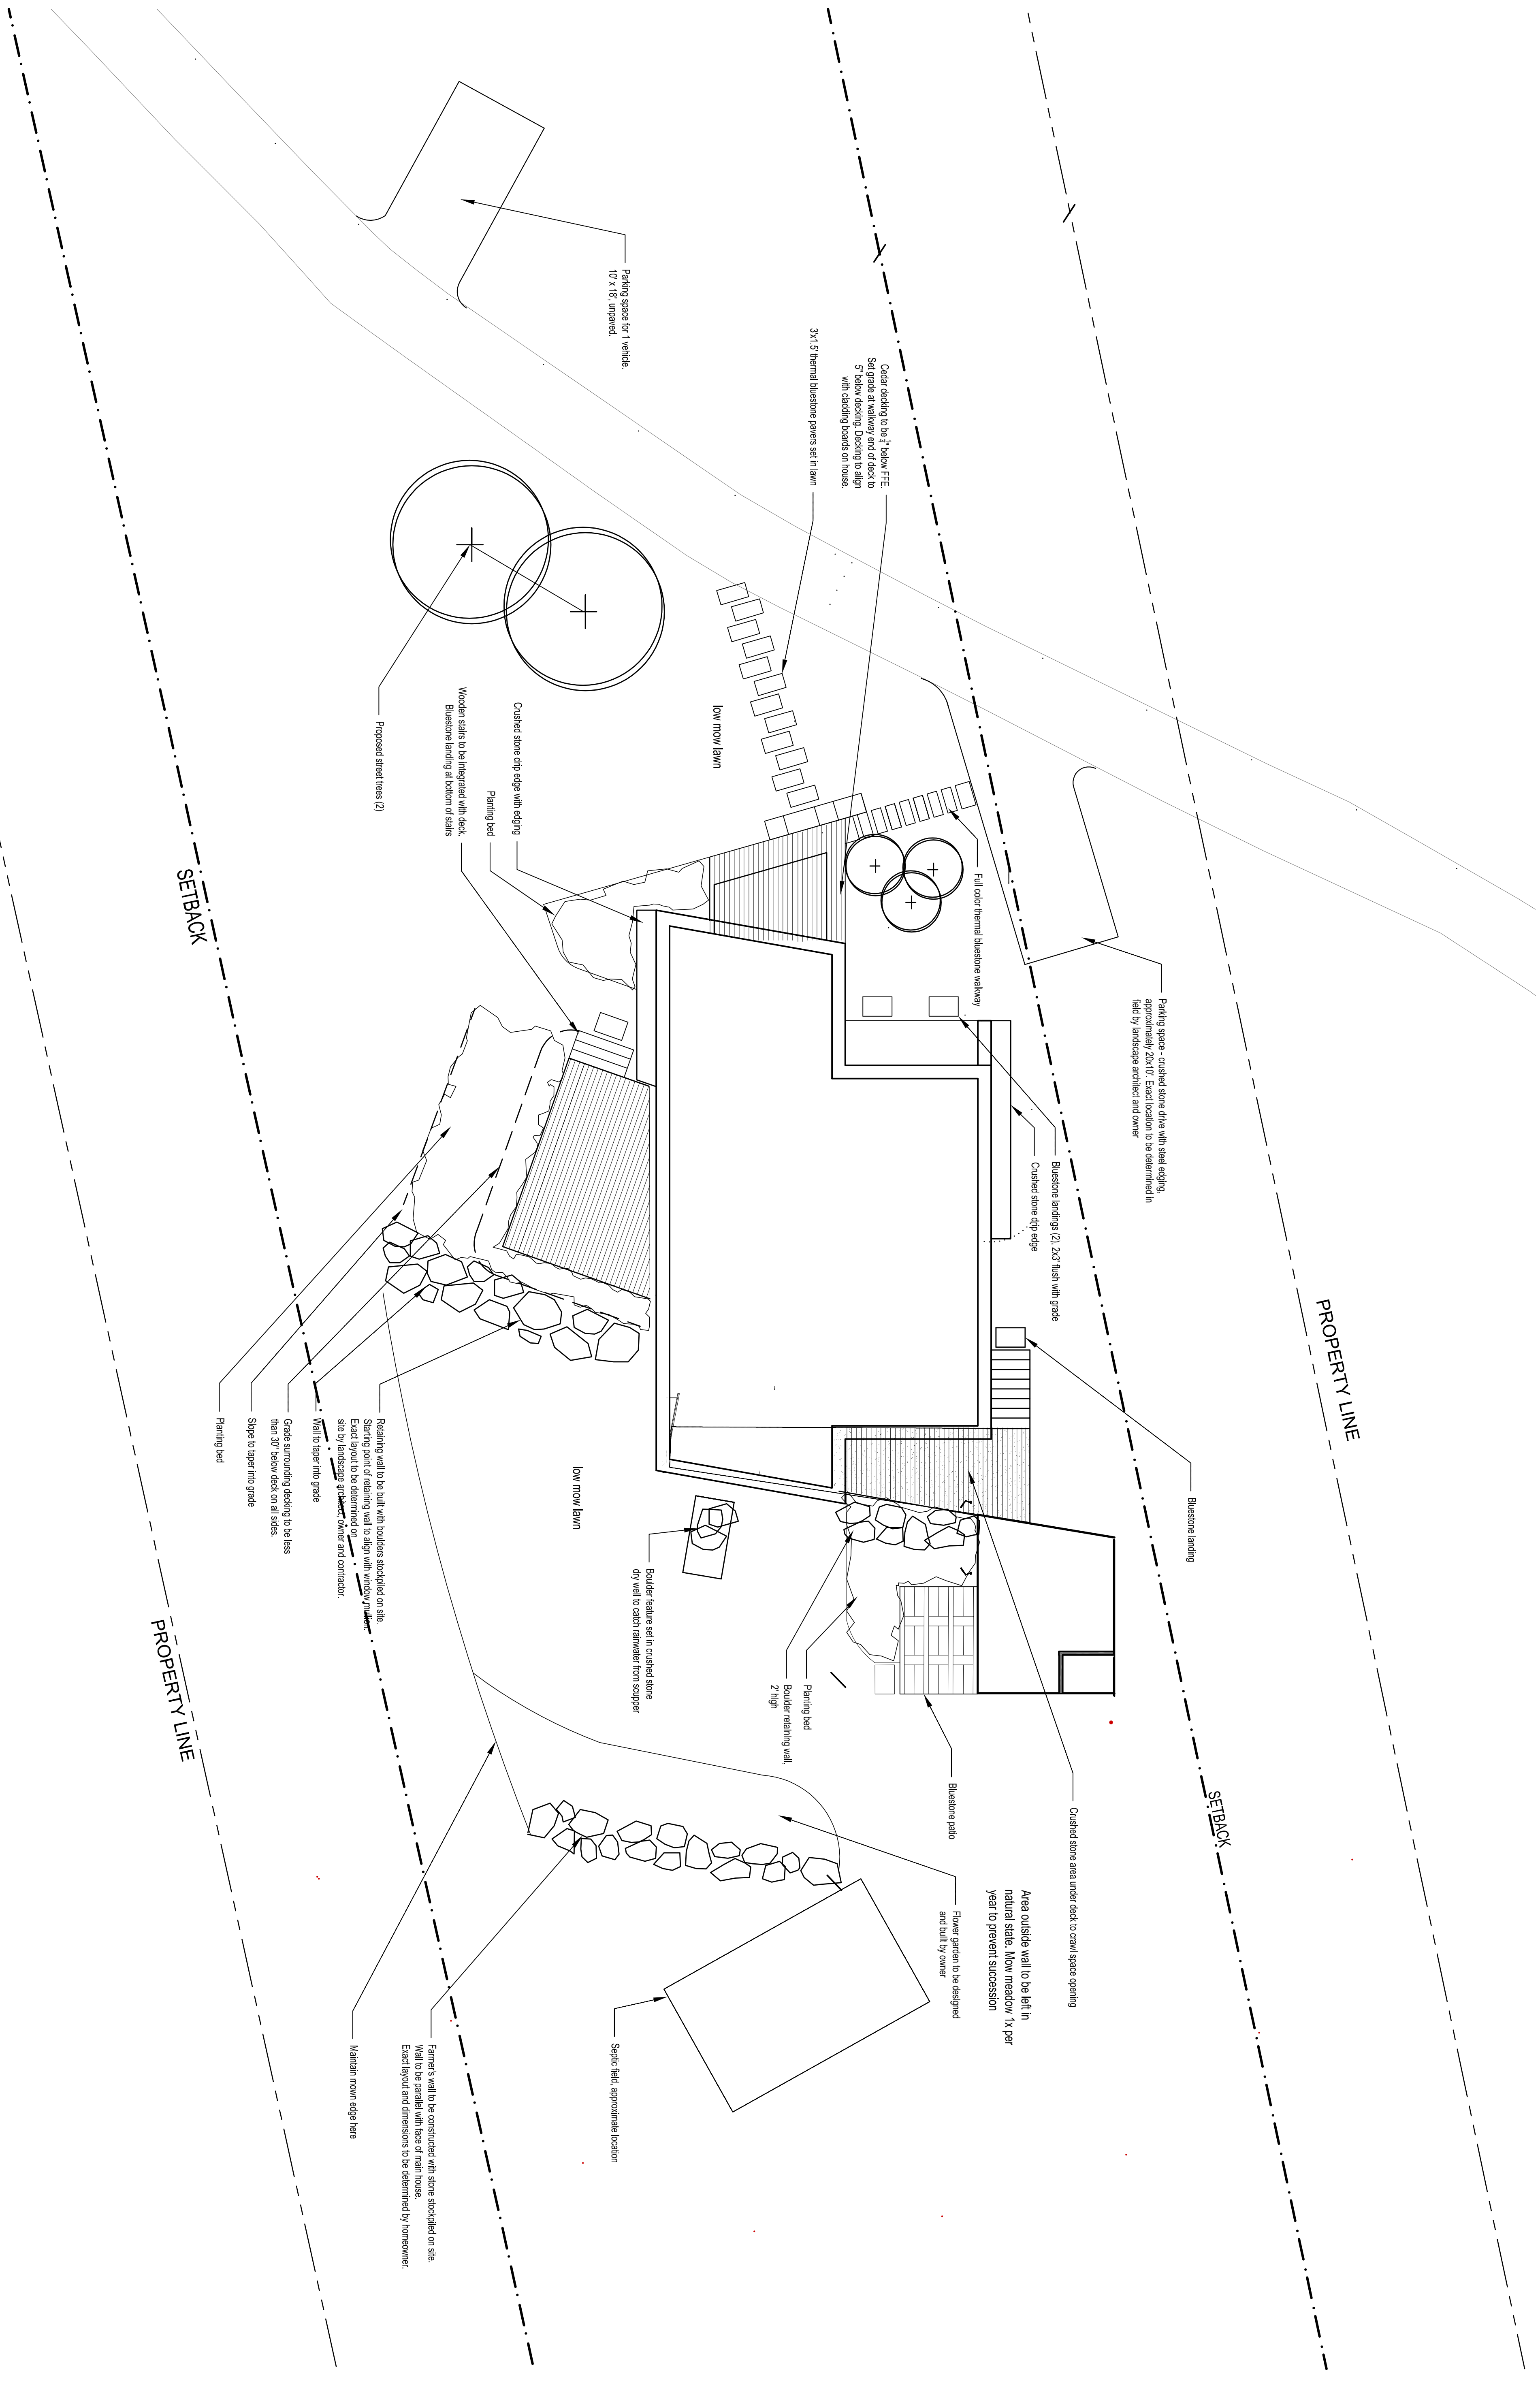 PROPERTY LINE
Parking space - crushed stone drive with steel edging,
approximately 20x10'. Exact location to be determined in
field by landscape architect and owner
Bluestone landing
SETBACK
Bluestone landings (2), 2x3' flush with grade
Crushed stone drip edge
Crushed stone area under deck to crawl space opening
Full color thermal bluestone walkway
Area outside wall to be left in
natural state. Mow meadow 1x per
year to prevent succession
Cedar decking to be ½" below FFE.
Set grade at walkway end of deck to
5" below decking. Decking to align
with cladding boards on house.
3'x1.5' thermal bluestone pavers set in lawn
Bluestone patio
Flower garden to be designed
and built by owner
Planting bed
Boulder retaining wall,
2' high
low mow lawn
Parking space for 1 vehicle.
10' x 18', unpaved.
Boulder feature set in crushed stone
dry well to catch rainwater from scupper
Septic field, approximate location
low mow lawn
Crushed stone drip edge with edging
Planting bed
Wooden stairs to be integrated with deck.
Bluestone landing at bottom of stairs
Proposed street trees (2)
Retaining wall to be built with boulders stockpiled on site.
Starting point of retaining wall to align with window mullion.
Exact layout to be determined on
site by landscape architect, owner and contractor.
Farmer's wall to be constructed with stone stockpiled on site.
Wall to be parallel with face of main house.
Exact layout and dimensions to be determined by homeowner.
Maintain mown edge here
Wall to taper into grade
Grade surrounding decking to be less
than 30" below deck on all sides.
Slope to taper into grade
Planting bed
SETBACK
PROPERTY LINE